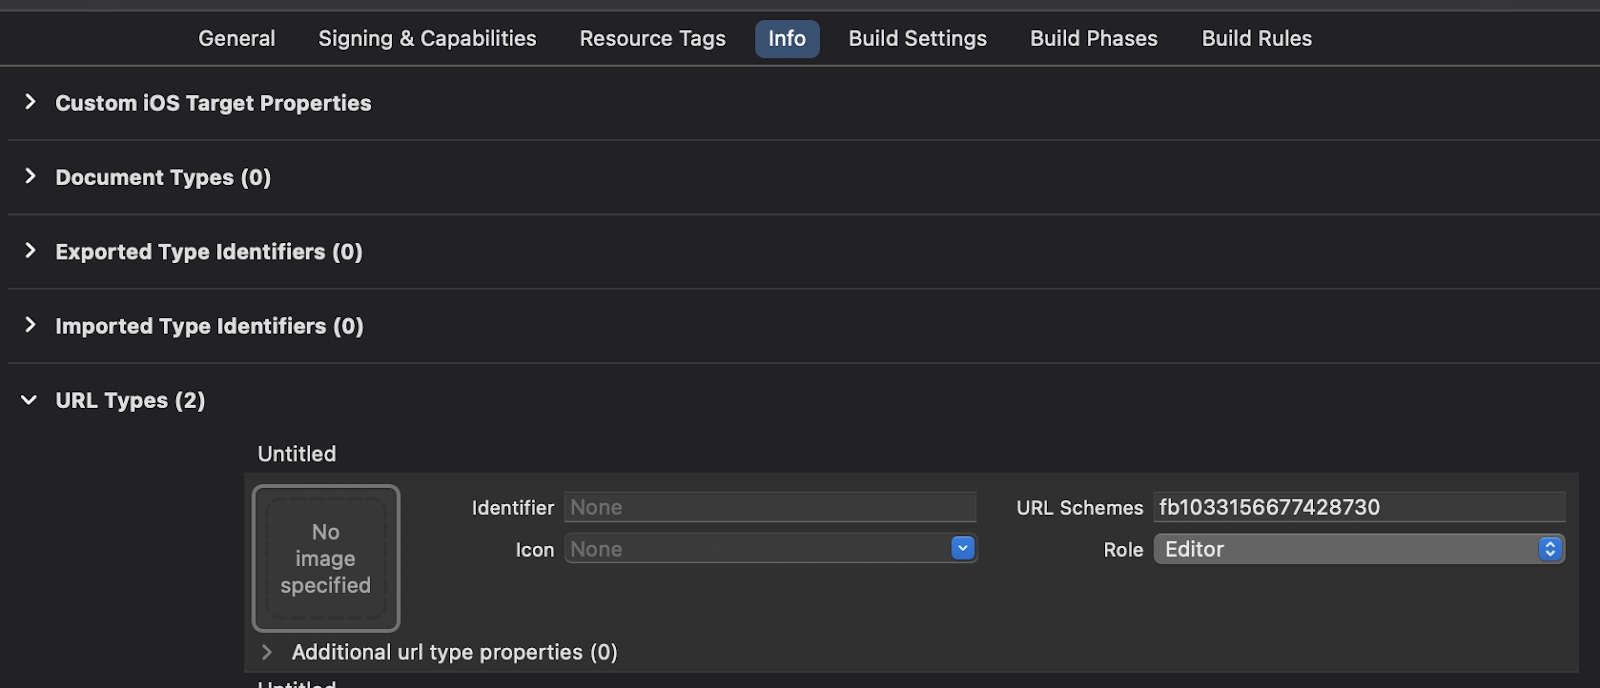 General Signing & Capabilities Resource Tags Info Build Settings Build Phases Build Rules
Custom iOS Target Properties
Document Types (0)
Exported Type Identifiers (0)
Imported Type Identifiers (0)
URL Types (2)
Untitled
No
image
specified
Identifier None
URL Schemes fb1033156677428730
Icon None
Role Editor
Additional url type properties (0)
Untitled